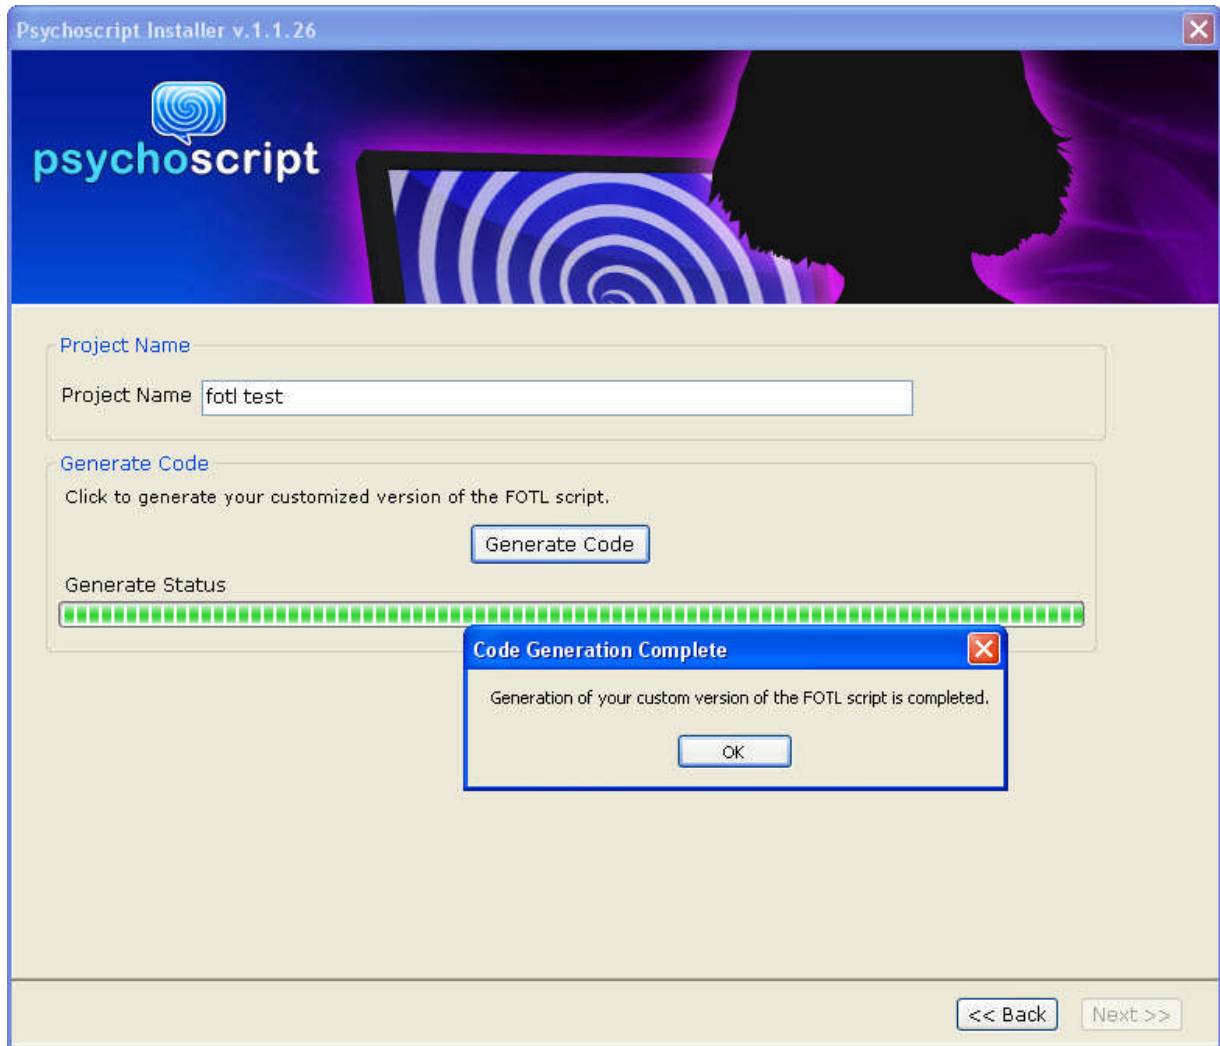 Psychoscript Installer v.1.1.26
psychoscript
Project Name
Project Name fotl test
Generate Code
Click to generate your customized version of the FOTL script.
Generate Code
Generate Status
Code Generation Complete
Generation of your custom version of the FOTL script is completed.
OK
<< Back Next >>